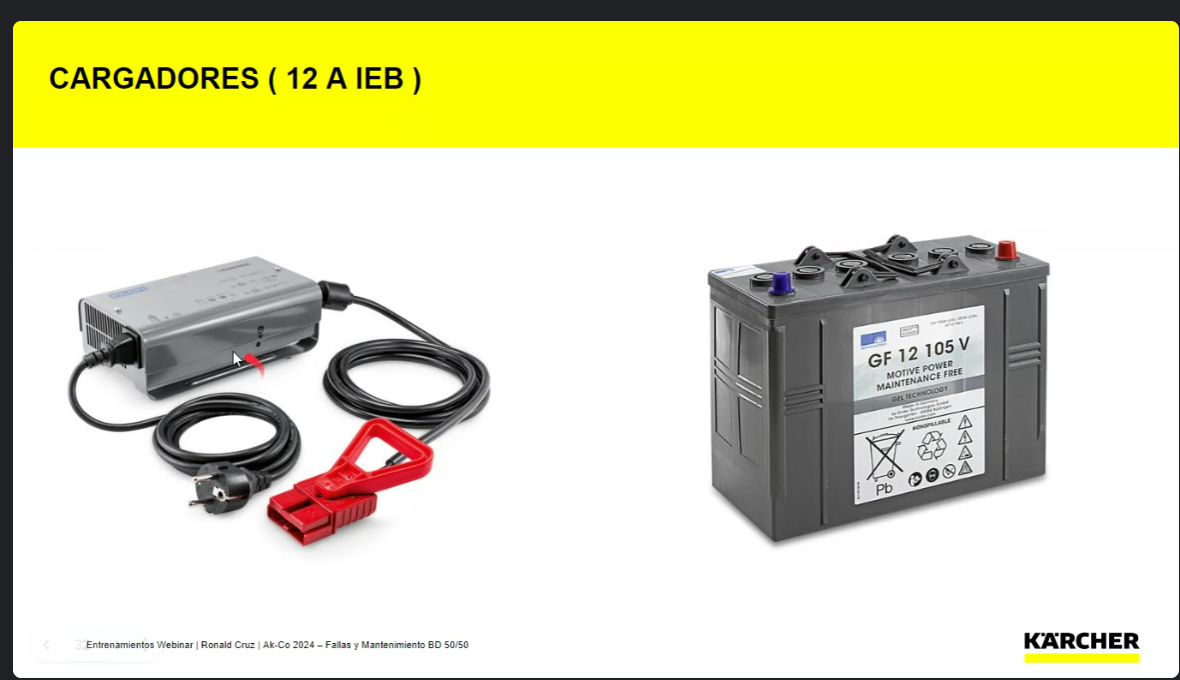 CARGADORES ( 12 A IEB )
GF 12 105 V
MOTIVE POWER
MAINTENANCE FREE
GEL TECHNOLOGY
NONSPILLABLE
Pb
32
Entrenamientos Webinar | Ronald Cruz | Ak-Co 2024 – Fallas y Mantenimiento BD 50/50
KÄRCHER